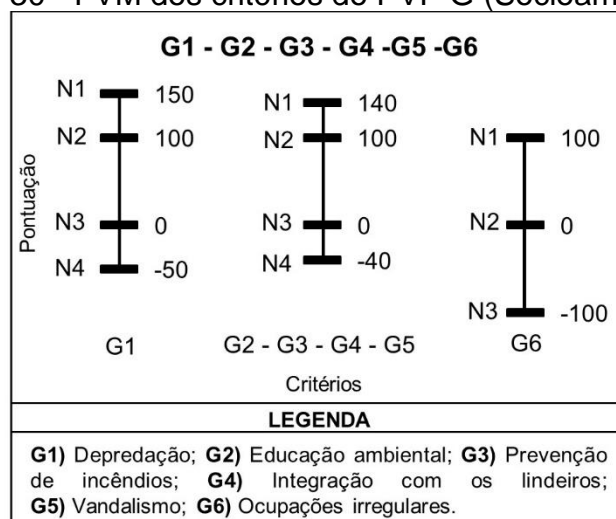 G1 - G2 - G3 - G4 -G5 -G6
Pontuação
N1 150
N2 100
N3 0
N4 -50
G1
N1 140
N2 100
N3 0
N4 -40
G2 - G3 - G4 - G5
N1 100
N2 0
N3 -100
G6
Critérios
LEGENDA
G1) Depredação; G2) Educação ambiental; G3) Prevenção
de incêndios; G4) Integração com os lindeiros;
G5) Vandalismo; G6) Ocupações irregulares.